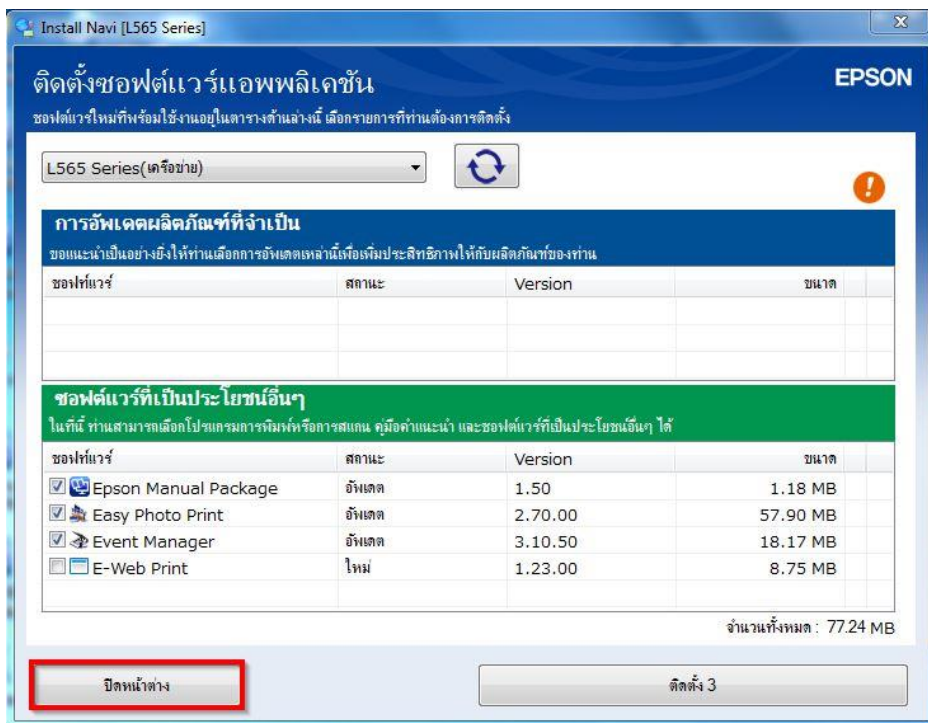 Install Navi [L565 Series]
ติดตั้งซอฟต์แวร์แอพพลิเคชัน
EPSON
ซอฟต์แวร์ใหม่ที่พร้อมใช้งานอยู่ในตารางด้านล่างนี้ เลือกรายการที่ท่านต้องการติดตั้ง
L565 Series(เครือข่าย)
การอัพเดตผลิตภัณฑ์ที่จำเป็น
ขอแนะนำเป็นอย่างยิ่งให้ท่านเลือกการอัพเดตเหล่านี้เพื่อเพิ่มประสิทธิภาพให้กับผลิตภัณฑ์ของท่าน
ซอฟท์แวร์ สถานะ Version ขนาด
ซอฟต์แวร์ที่เป็นประโยชน์อื่นๆ
ในที่นี้ ท่านสามารถเลือกโปรแกรมการพิมพ์หรือการสแกน คู่มือคำแนะนำ และซอฟต์แวร์ที่เป็นประโยชน์อื่นๆ ได้
ซอฟท์แวร์ สถานะ Version ขนาด
Epson Manual Package อัพเดต 1.50 1.18 MB
Easy Photo Print อัพเดต 2.70.00 57.90 MB
Event Manager อัพเดต 3.10.50 18.17 MB
E-Web Print ใหม่ 1.23.00 8.75 MB
จำนวนทั้งหมด : 77.24 MB
ปิดหน้าต่าง ติดตั้ง 3